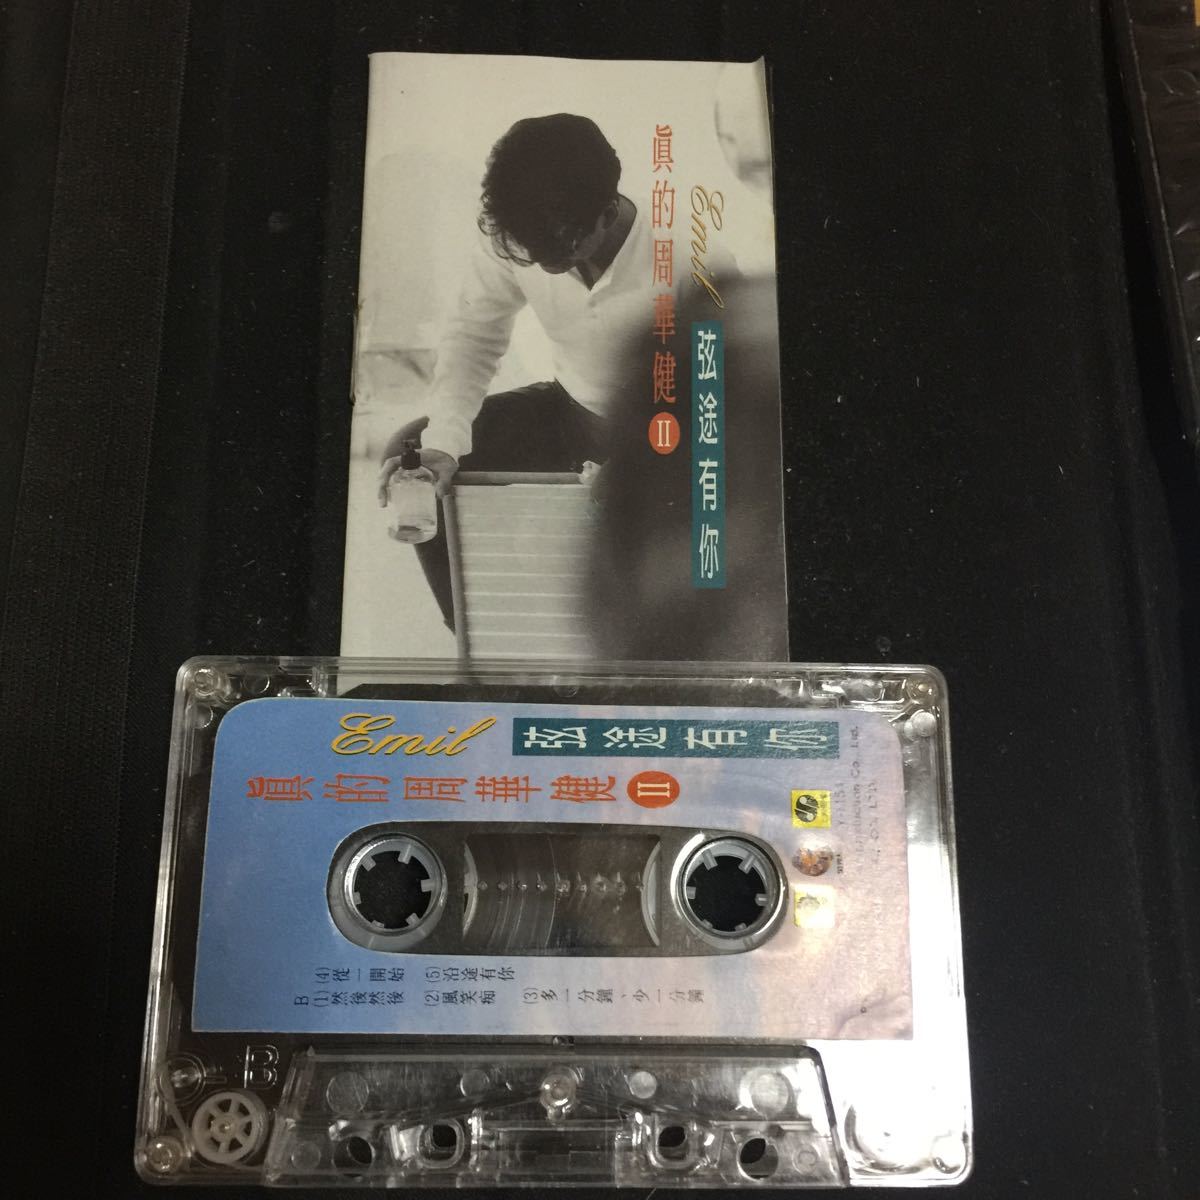 眞的周華健 II
Emil
弦途有你
Emil
弦途有你
眞的周華健 II
B
(1) 然後然後
(2) 風笑痴
(3) 多一分鐘、少一分鐘
(4) 從一開始
(5) 沿途有你
B